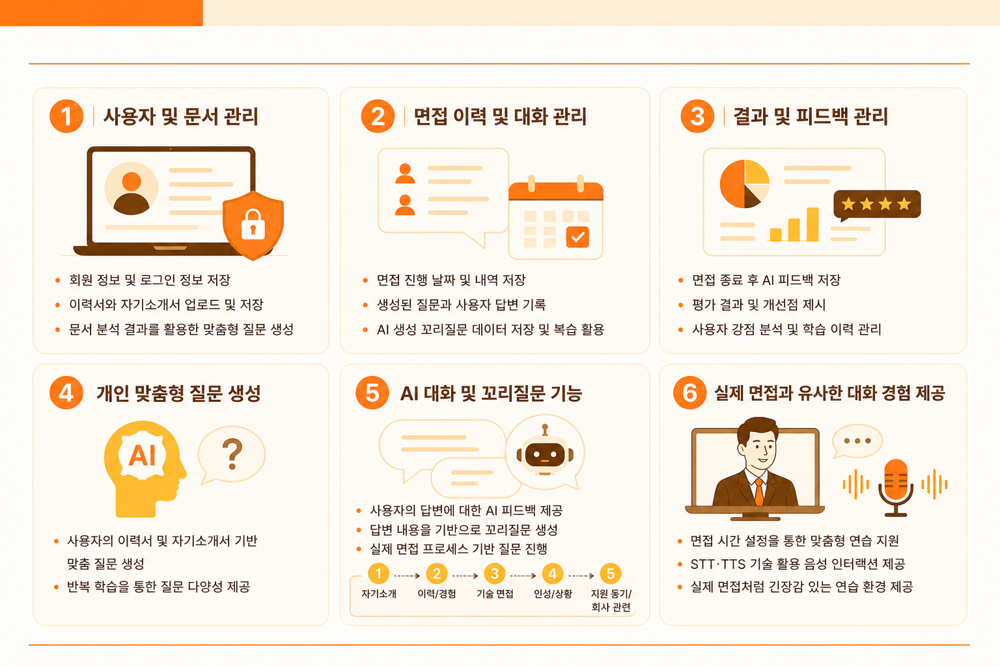 1 사용자 및 문서 관리
회원 정보 및 로그인 정보 저장
이력서와 자기소개서 업로드 및 저장
문서 분석 결과를 활용한 맞춤형 질문 생성
2 면접 이력 및 대화 관리
면접 진행 날짜 및 내역 저장
생성된 질문과 사용자 답변 기록
AI 생성 꼬리질문 데이터 저장 및 복습 활용
3 결과 및 피드백 관리
면접 종료 후 AI 피드백 저장
평가 결과 및 개선점 제시
사용자 강점 분석 및 학습 이력 관리
4 개인 맞춤형 질문 생성
AI
?
사용자의 이력서 및 자기소개서 기반
맞춤 질문 생성
반복 학습을 통한 질문 다양성 제공
5 AI 대화 및 꼬리질문 기능
사용자의 답변에 대한 AI 피드백 제공
답변 내용을 기반으로 꼬리질문 생성
실제 면접 프로세스 기반 질문 진행
1 2 3 4 5
자기소개 이력/경험 기술 면접 인성/상황 지원 동기/
회사 관련
6 실제 면접과 유사한 대화 경험 제공
면접 시간 설정을 통한 맞춤형 연습 지원
STT·TTS 기술 활용 음성 인터랙션 제공
실제 면접처럼 긴장감 있는 연습 환경 제공